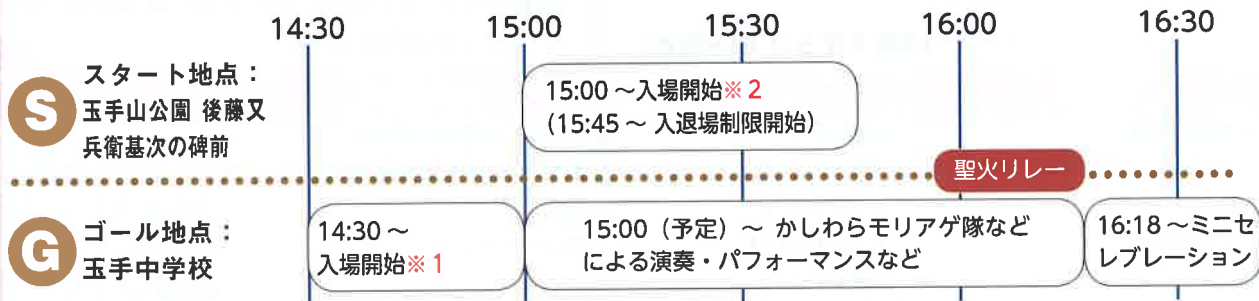 14:30 15:00 15:30 16:00 16:30
S
スタート地点：
玉手山公園 後藤又
兵衛基次の碑前
15:00 〜入場開始※2
(15:45 〜 入退場制限開始)
聖火リレー
G
ゴール地点：
玉手中学校
14:30 〜
入場開始※1
15:00（予定）〜 かしわらモリアゲ隊など
による演奏・パフォーマンスなど
16:18 〜ミニセ
レブレーション